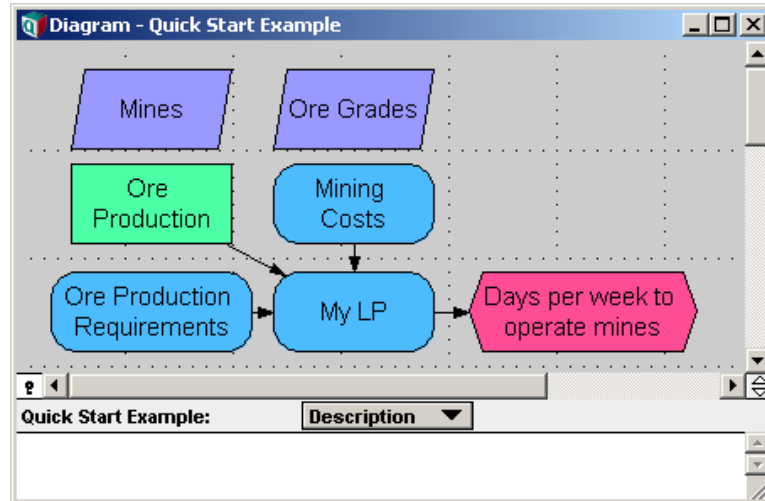 Diagram - Quick Start Example
Mines
Ore Grades
Ore
Production
Mining
Costs
Ore Production
Requirements
My LP
Days per week to
operate mines
?
Quick Start Example:
Description